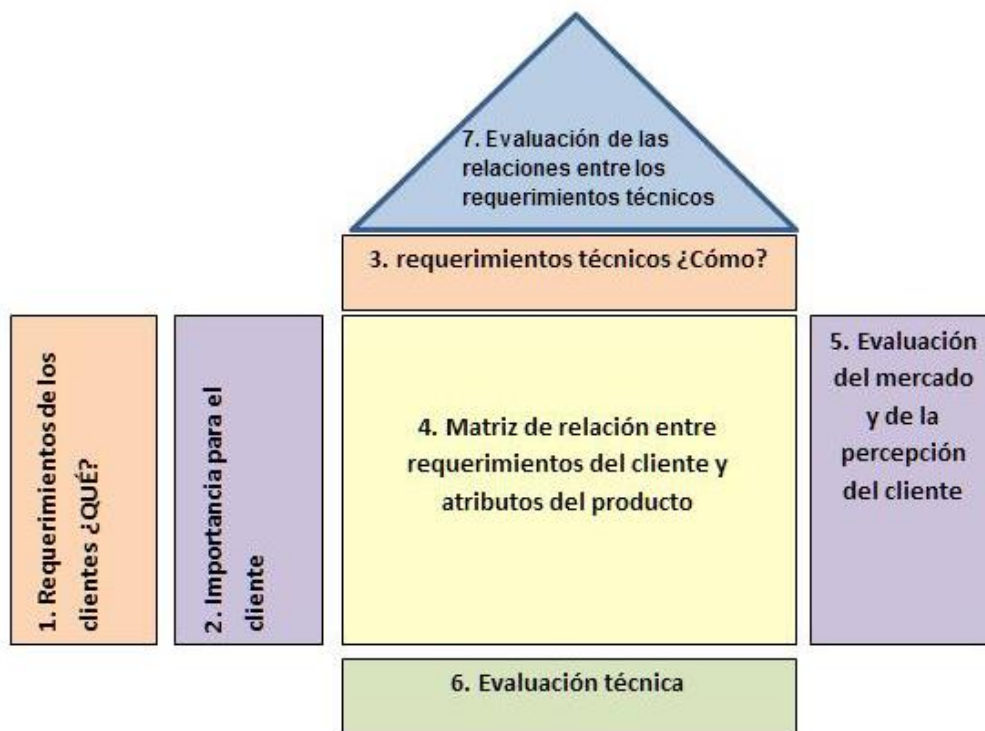 7. Evaluación de las
relaciones entre los
requerimientos técnicos
3. requerimientos técnicos ¿Cómo?
1. Requerimientos de los
clientes ¿QUÉ?
2. Importancia para el
cliente
4. Matriz de relación entre
requerimientos del cliente y
atributos del producto
5. Evaluación
del mercado
y de la
percepción
del cliente
6. Evaluación técnica